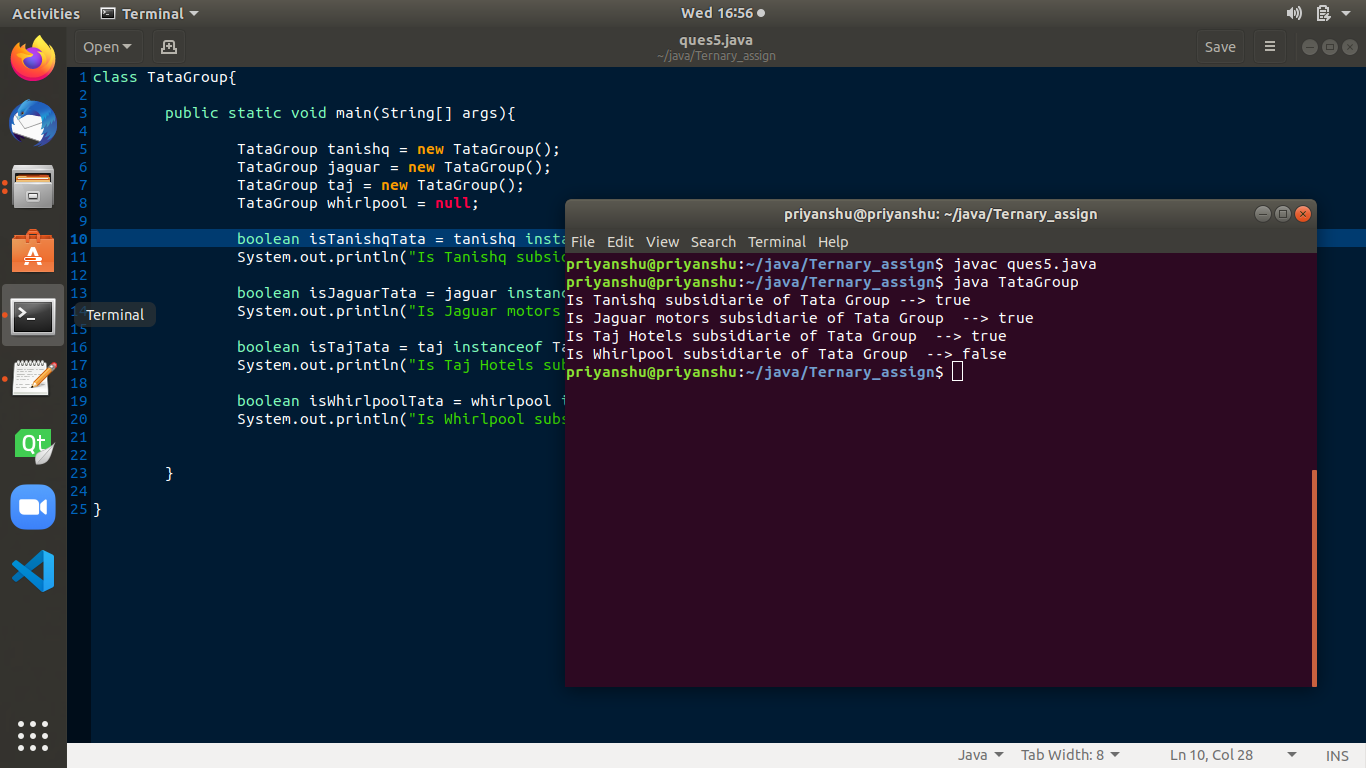 Activities Terminal Wed 16:56
Open ques5.java Save
~/java/Ternary_assign
1 class TataGroup{
2
3 public static void main(String[] args){
4
5 TataGroup tanishq = new TataGroup();
6 TataGroup jaguar = new TataGroup();
7 TataGroup taj = new TataGroup();
8 TataGroup whirlpool = null;
9
10 boolean isTanishqTata = tanishq insta
11 System.out.println("Is Tanishq subsid
12
13 boolean isJaguarTata = jaguar instanc
14 System.out.println("Is Jaguar motors
15
16 boolean isTajTata = taj instanceof Ta
17 System.out.println("Is Taj Hotels sub
18
19 boolean isWhirlpoolTata = whirlpool i
20 System.out.println("Is Whirlpool subs
21
22
23 }
24
25 }
Terminal
priyanshu@priyanshu: ~/java/Ternary_assign
File Edit View Search Terminal Help
priyanshu@priyanshu:~/java/Ternary_assign$ javac ques5.java
priyanshu@priyanshu:~/java/Ternary_assign$ java TataGroup
Is Tanishq subsidiarie of Tata Group --> true
Is Jaguar motors subsidiarie of Tata Group  --> true
Is Taj Hotels subsidiarie of Tata Group  --> true
Is Whirlpool subsidiarie of Tata Group  --> false
priyanshu@priyanshu:~/java/Ternary_assign$
Qt
Java Tab Width: 8 Ln 10, Col 28 INS